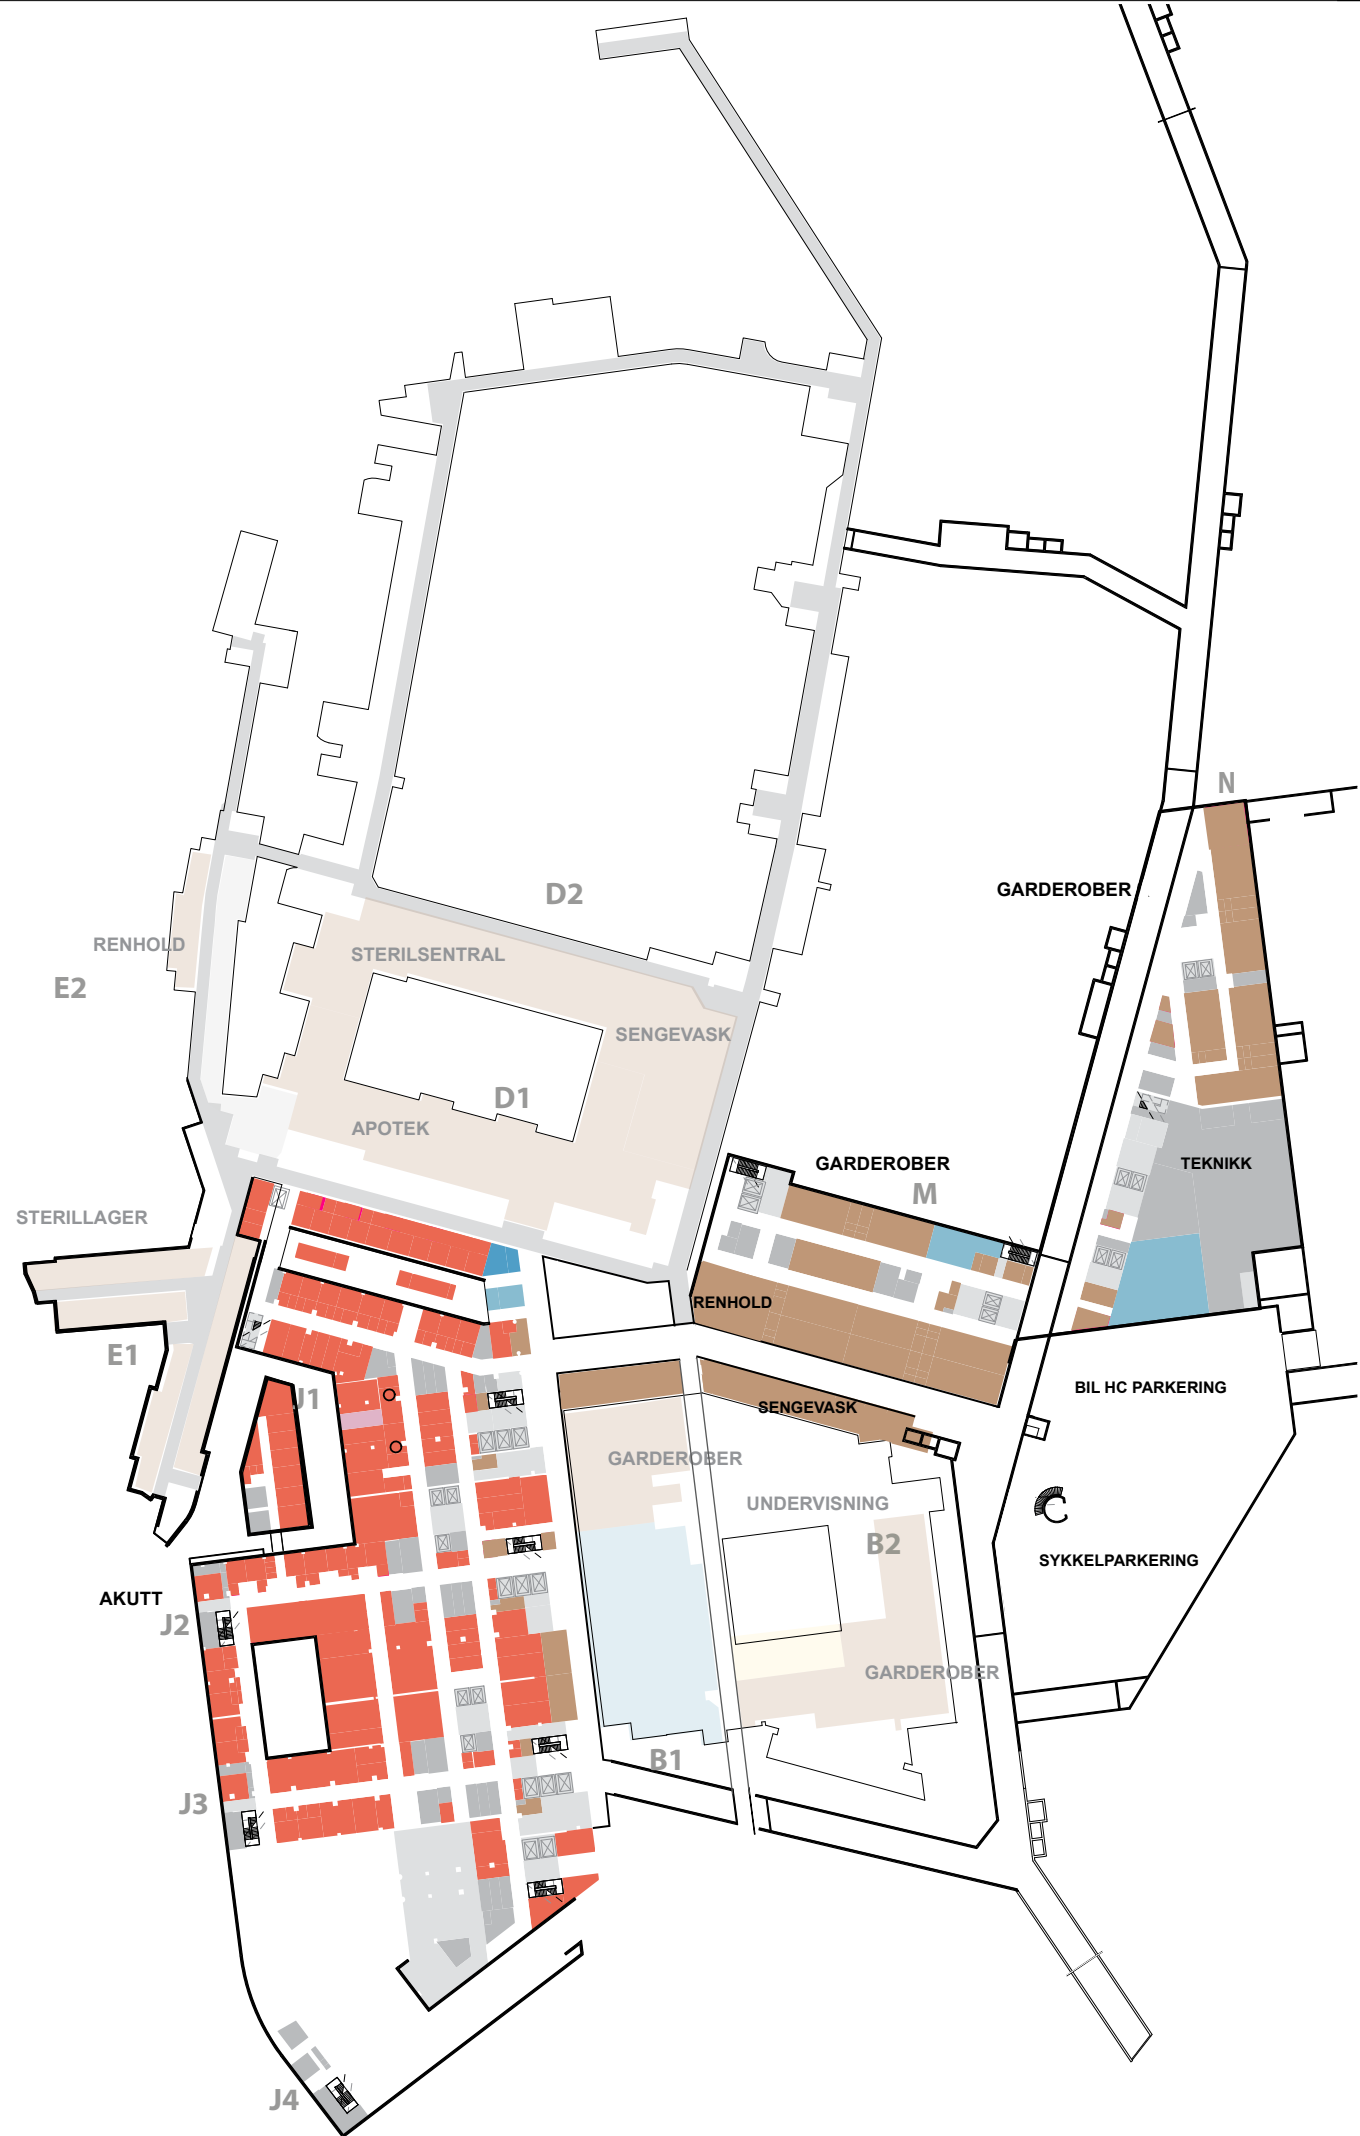 N
GARDEROBER
D2
RENHOLD
STERILSENTRAL
E2
SENGEVASK
D1
APOTEK
GARDEROBER
TEKNIKK
M
STERILLAGER
RENHOLD
E1
BIL HC PARKERING
J1
SENGEVASK
GARDEROBER
UNDERVISNING
B2
SYKKELPARKERING
AKUTT
J2
GARDEROBER
B1
J3
J4